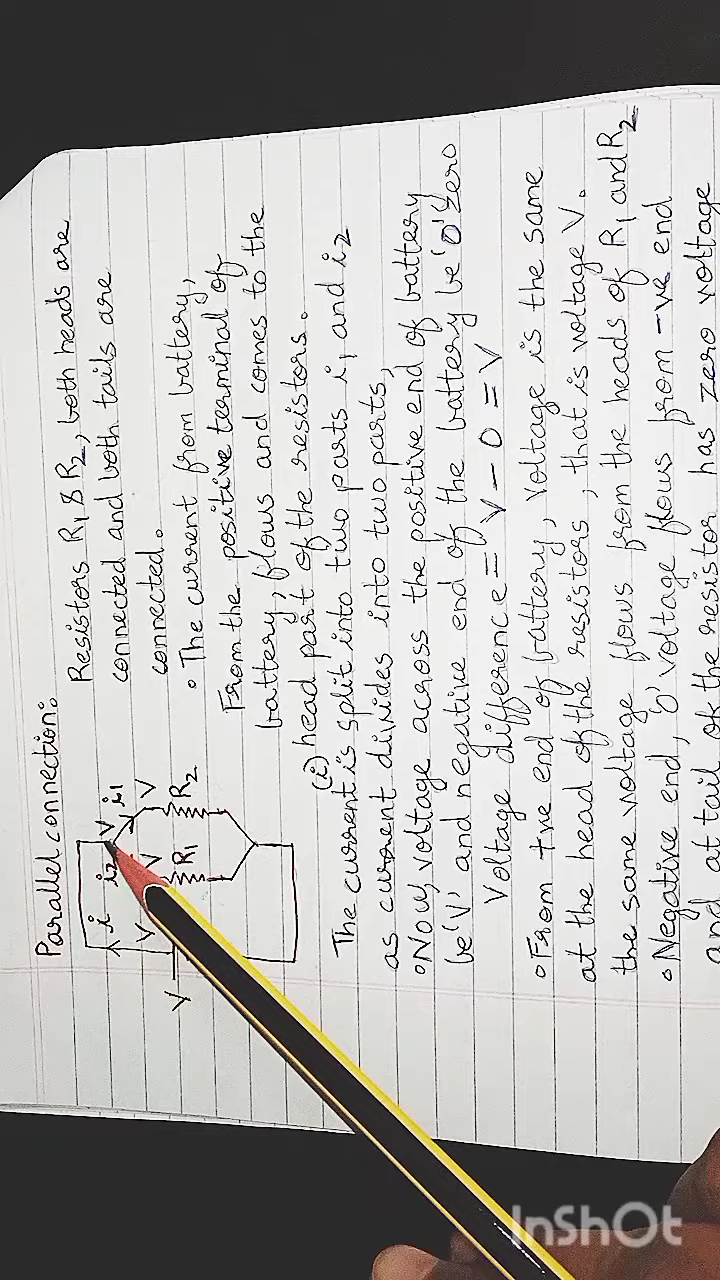 Parallel connection:
Resistors R1 & R2, both heads are
connected and both tails are
connected.
• The current from battery,
From the positive terminal of
battery, flows and comes to the
(i) head part of the resistors.
The current is split into two parts i1 and i2
as current divides into two parts,
• Now, voltage across the positive end of battery
be 'V' and negative end of the battery be '0' zero
Voltage difference = V - 0 = V
• From +ve end of battery, voltage is the same
at the head of the resistors, that is voltage V.
the same voltage flows from the heads of R1 and R2
• Negative end, '0' voltage flows from -ve end
and at tail of the resistor has zero voltage
i
i2
V
i1
V
V
V
V
R1
R2
InShOt